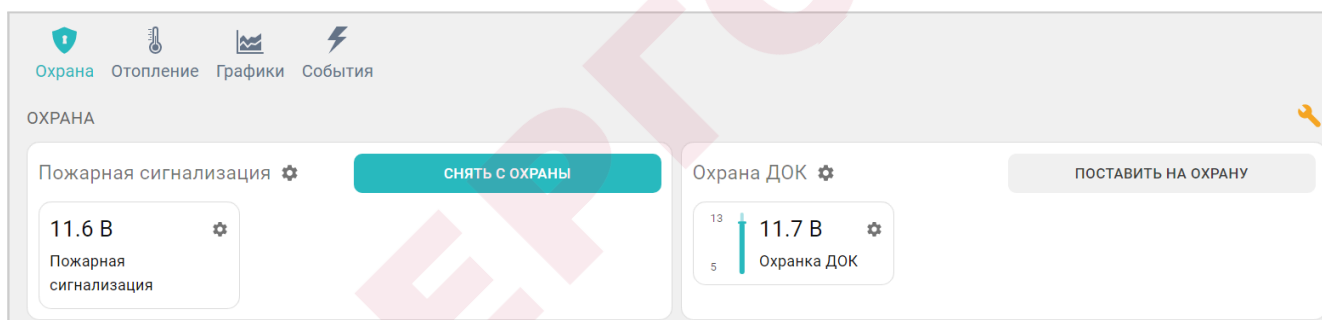 Охрана Отопление Графики События
ОХРАНА
Пожарная сигнализация СНЯТЬ С ОХРАНЫ
11.6 В
Пожарная
сигнализация
Охрана ДОК ПОСТАВИТЬ НА ОХРАНУ
13
11.7 В
Охранка ДОК
5